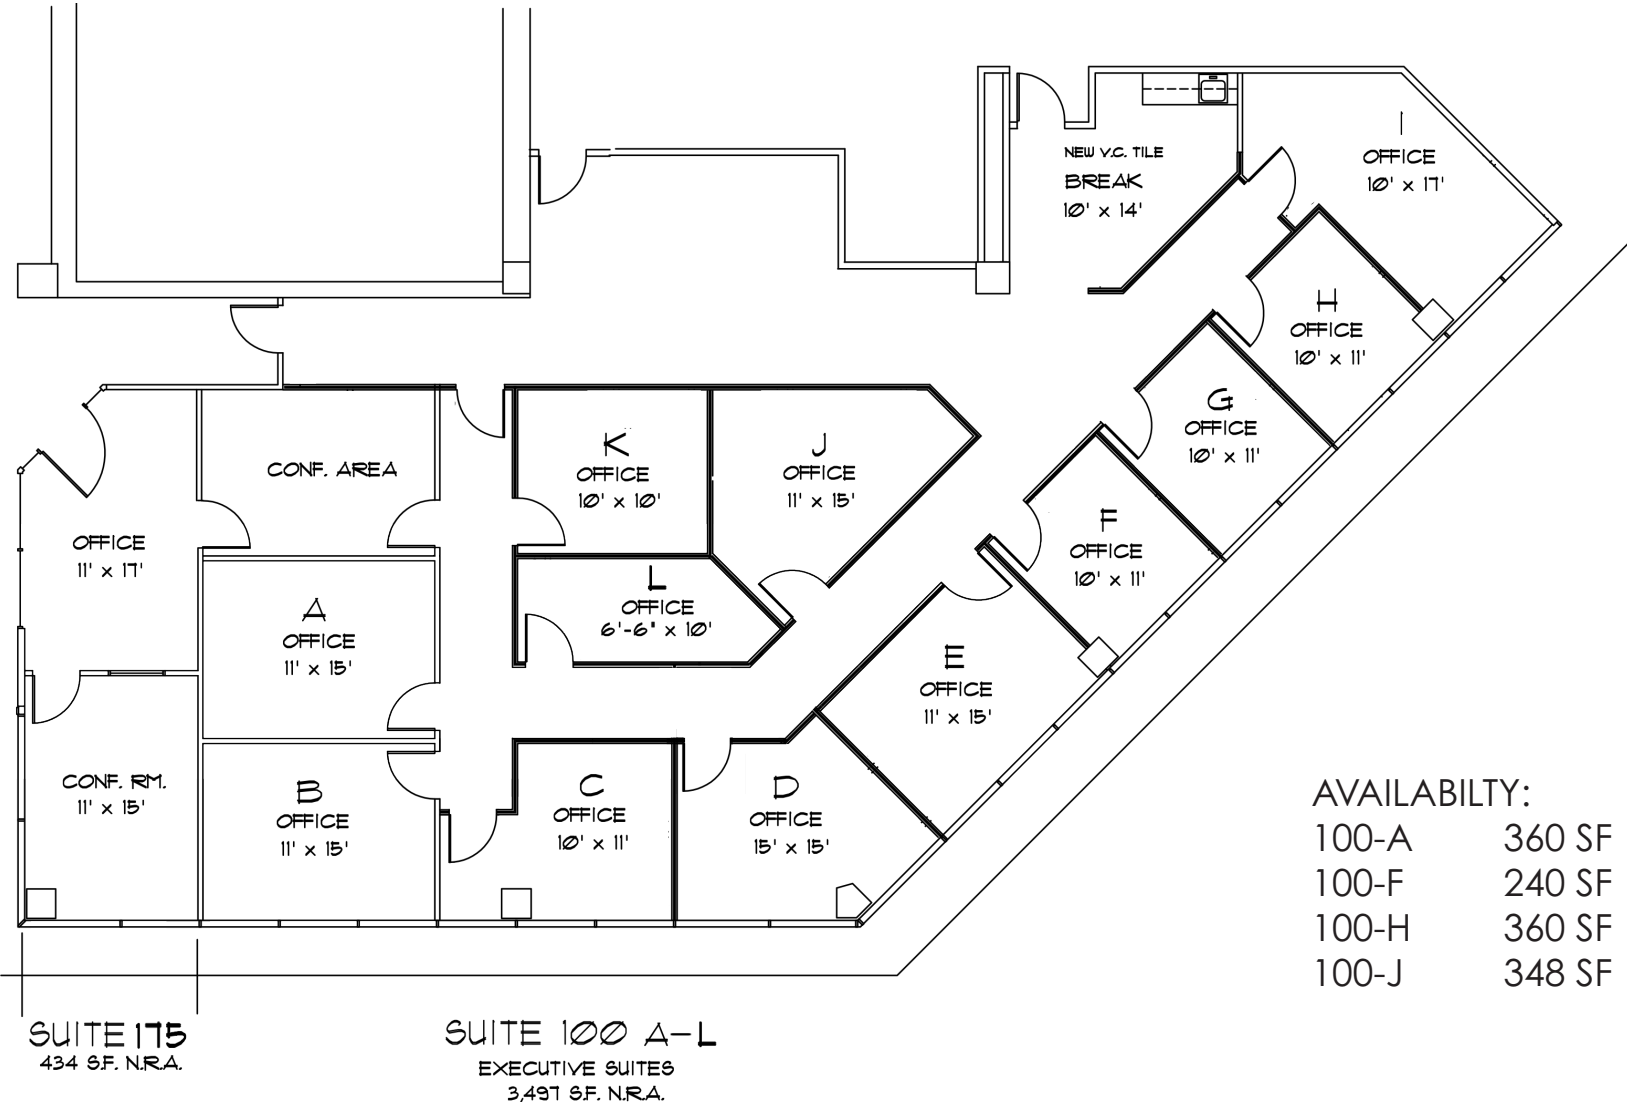 NEW V.C. TILE
BREAK
10' x 14'
I
OFFICE
10' x 17'
H
OFFICE
10' x 11'
G
OFFICE
10' x 11'
F
OFFICE
10' x 11'
E
OFFICE
11' x 15'
CONF. AREA
K
OFFICE
10' x 10'
J
OFFICE
11' x 15'
OFFICE
11' x 17'
A
OFFICE
11' x 15'
L
OFFICE
6'-6" x 10'
CONF. RM.
11' x 15'
B
OFFICE
11' x 15'
C
OFFICE
10' x 11'
D
OFFICE
15' x 15'
AVAILABILTY:
100-A 360 SF
100-F 240 SF
100-H 360 SF
100-J 348 SF
SUITE 175
434 S.F. N.R.A.
SUITE 100 A-L
EXECUTIVE SUITES
3,497 S.F. N.R.A.